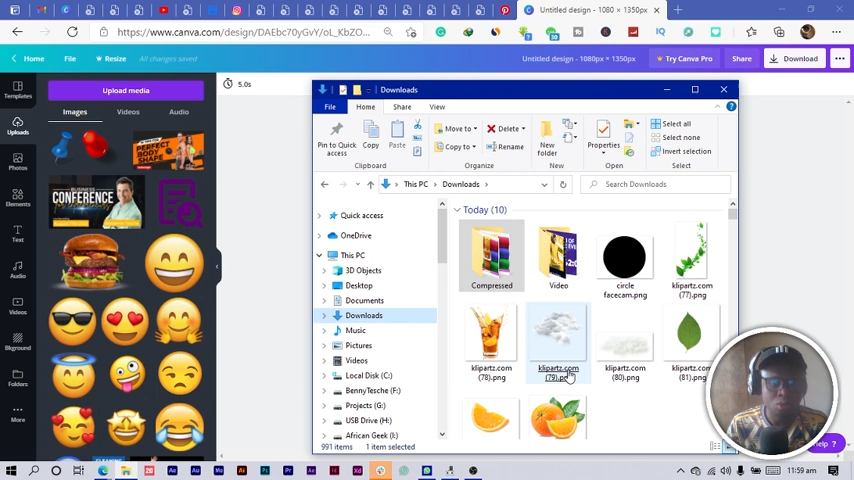 Untitled design - 1080 × 1350px
https://www.canva.com/design/DAEbc70yGvY/oL_KbZO...
Home
File
Resize
All changes saved
Untitled design - 1080px × 1350px
Try Canva Pro
Share
Download
Templates
Uploads
Photos
Elements
Text
Audio
Videos
Bkground
Folders
More
Upload media
Images
Videos
Audio
PERFECT
BODY
SHAPE
BUSINESS
CONFERENCE
5.0s
Downloads
File
Home
Share
View
Pin to Quick
access
Copy
Paste
Clipboard
Move to
Copy to
Delete
Rename
Organize
New
folder
New
Properties
Open
Select all
Select none
Invert selection
Select
This PC
Downloads
Search Downloads
Quick access
OneDrive
This PC
3D Objects
Desktop
Documents
Downloads
Music
Pictures
Videos
Local Disk (C:)
BennyTesche (F:)
Projects (G:)
USB Drive (H:)
African Geek (I:)
Today (10)
Compressed
Video
circle
facecam.png
klipartz.com
(77).png
klipartz.com
(78).png
klipartz.com
(79).png
klipartz.com
(80).png
klipartz.com
(81).png
991 items
1 item selected
Help ?
11:59 am